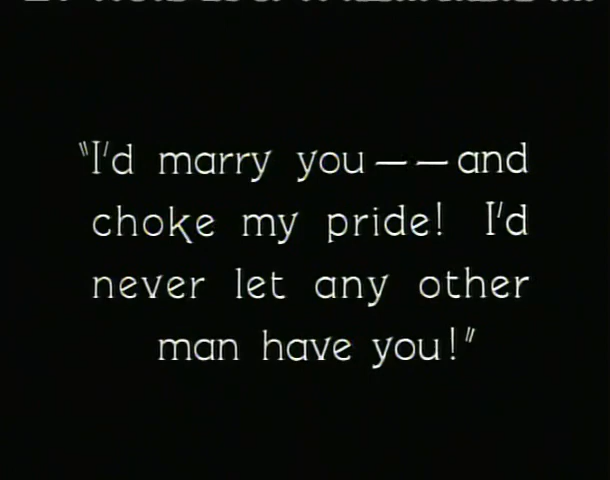 "I'd marry you — — and
choke my pride! I'd
never let any other
man have you!"